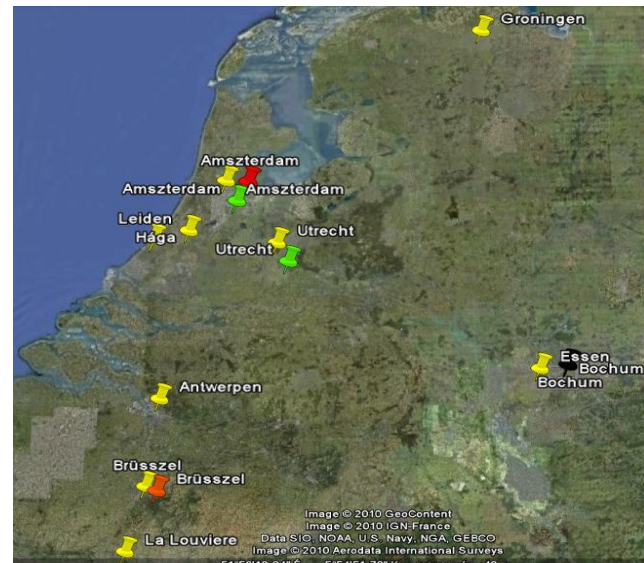 Groningen
Amszterdam
Amszterdam
Amszterdam
Leiden
Hága
Utrecht
Utrecht
Essen
Bochum
Bochum
Antwerpen
Brüsszel
Brüsszel
La Louviere
Image © 2010 GeoContent
Image © 2010 IGN-France
Data SIO, NOAA, U.S. Navy, NGA, GEBCO
Image © 2010 Aerodata International Surveys